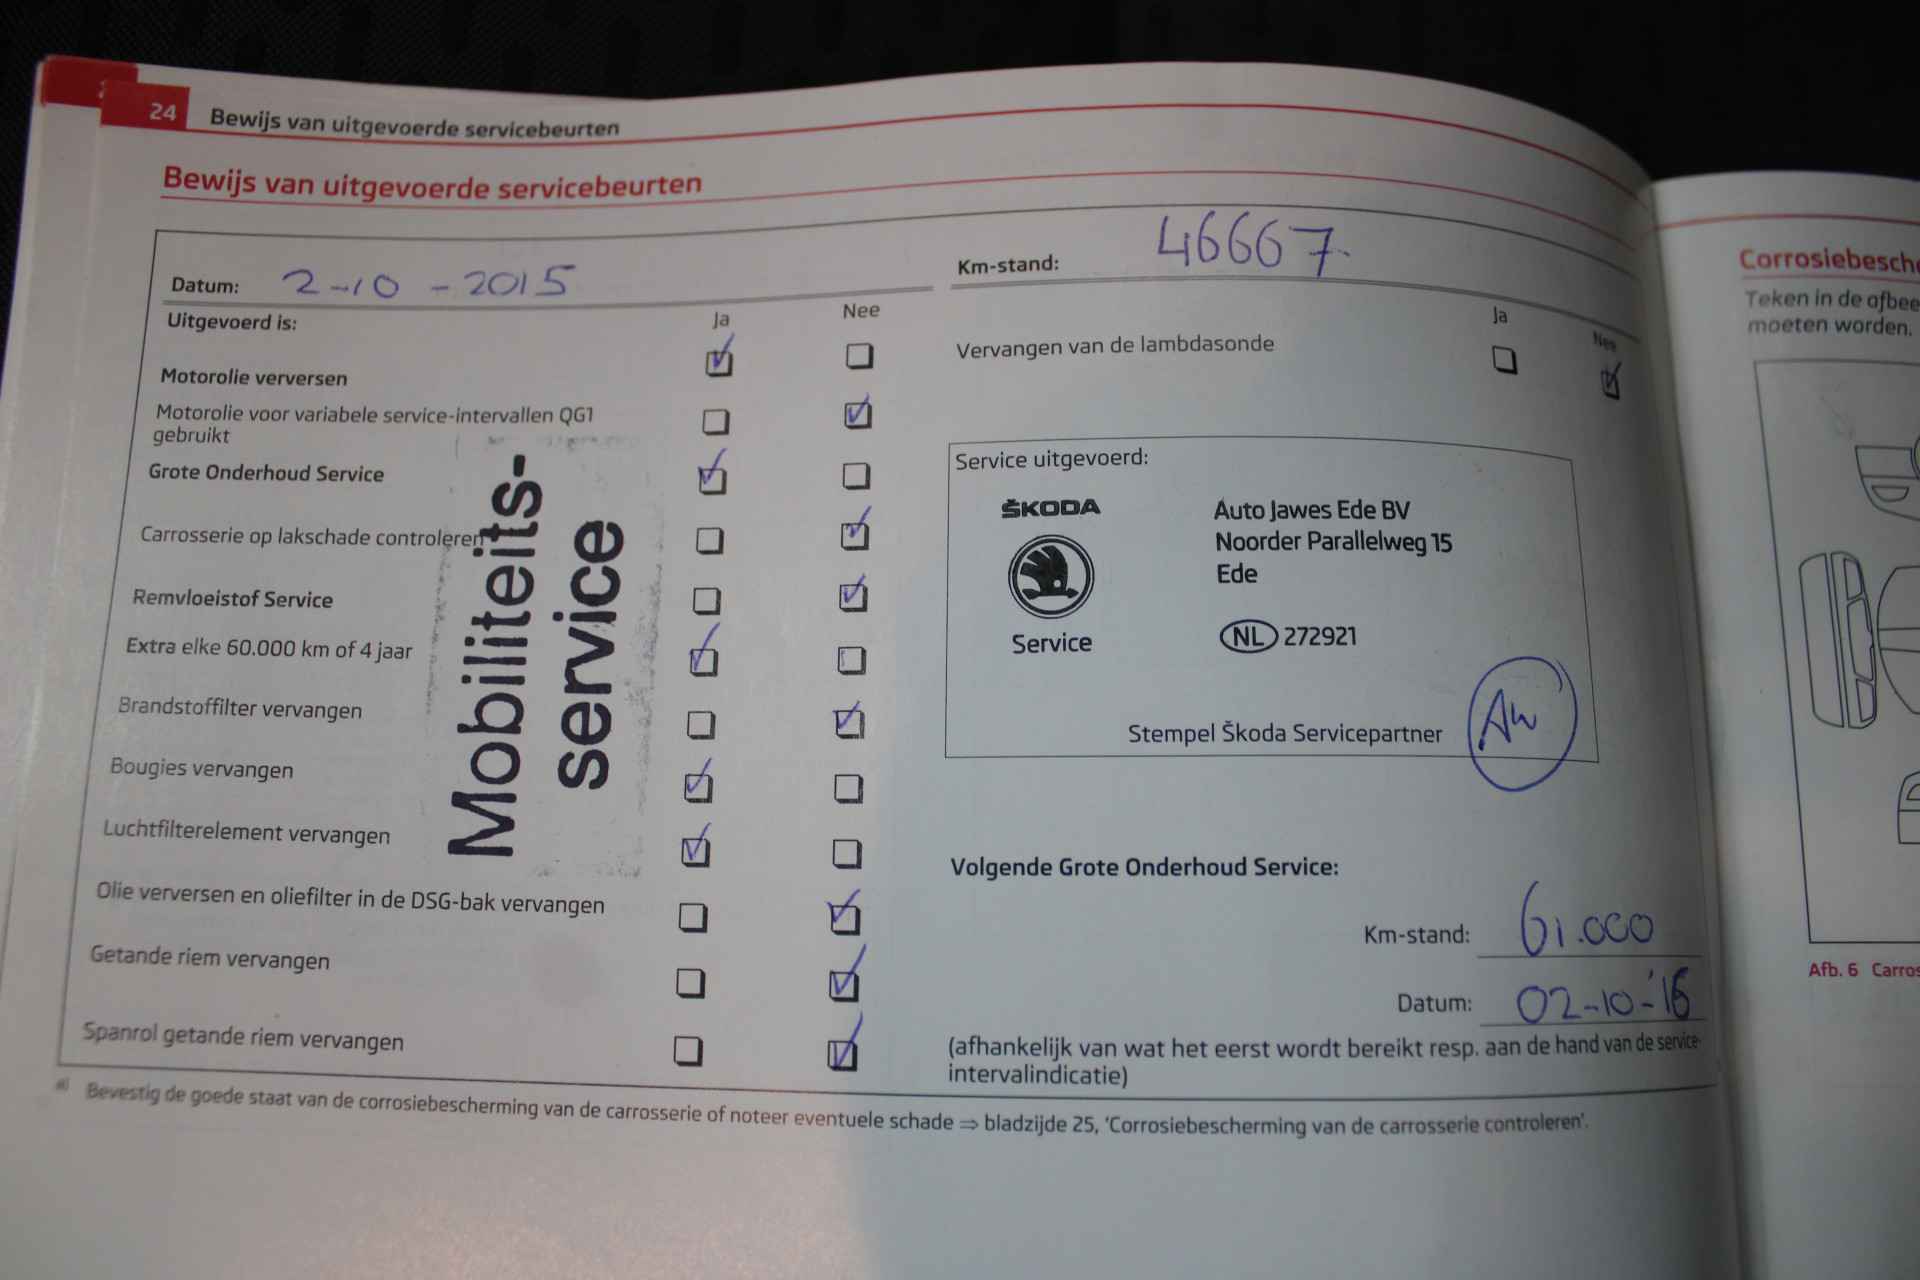 24 Bewijs van uitgevoerde servicebeurten
Bewijs van uitgevoerde servicebeurten
Datum: 2-10-2015
Uitgevoerd is: Ja Nee
Motorolie verversen
Motorolie voor variabele service-intervallen QG1
gebruikt
Grote Onderhoud Service
Carrosserie op lakschade controleren
Remvloeistof Service
Extra elke 60.000 km of 4 jaar
Brandstoffilter vervangen
Bougies vervangen
Luchtfilterelement vervangen
Olie verversen en oliefilter in de DSG-bak vervangen
Getande riem vervangen
Spanrol getande riem vervangen
Mobiliteits-
service
Km-stand: 46667
Ja Nee
Vervangen van de lambdasonde
Service uitgevoerd:
ŠKODA
Service
Auto Jawes Ede BV
Noorder Parallelweg 15
Ede
NL 272921
Stempel Škoda Servicepartner
AW
Volgende Grote Onderhoud Service:
Km-stand: 61.000
Datum: 02-10-'16
(afhankelijk van wat het eerst wordt bereikt resp. aan de hand van de service-
intervalindicatie)
a) Bevestig de goede staat van de corrosiebescherming van de carrosserie of noteer eventuele schade ⇒ bladzijde 25, ‘Corrosiebescherming van de carrosserie controleren’.
Teken in de
moeten worden.
Afb. 6